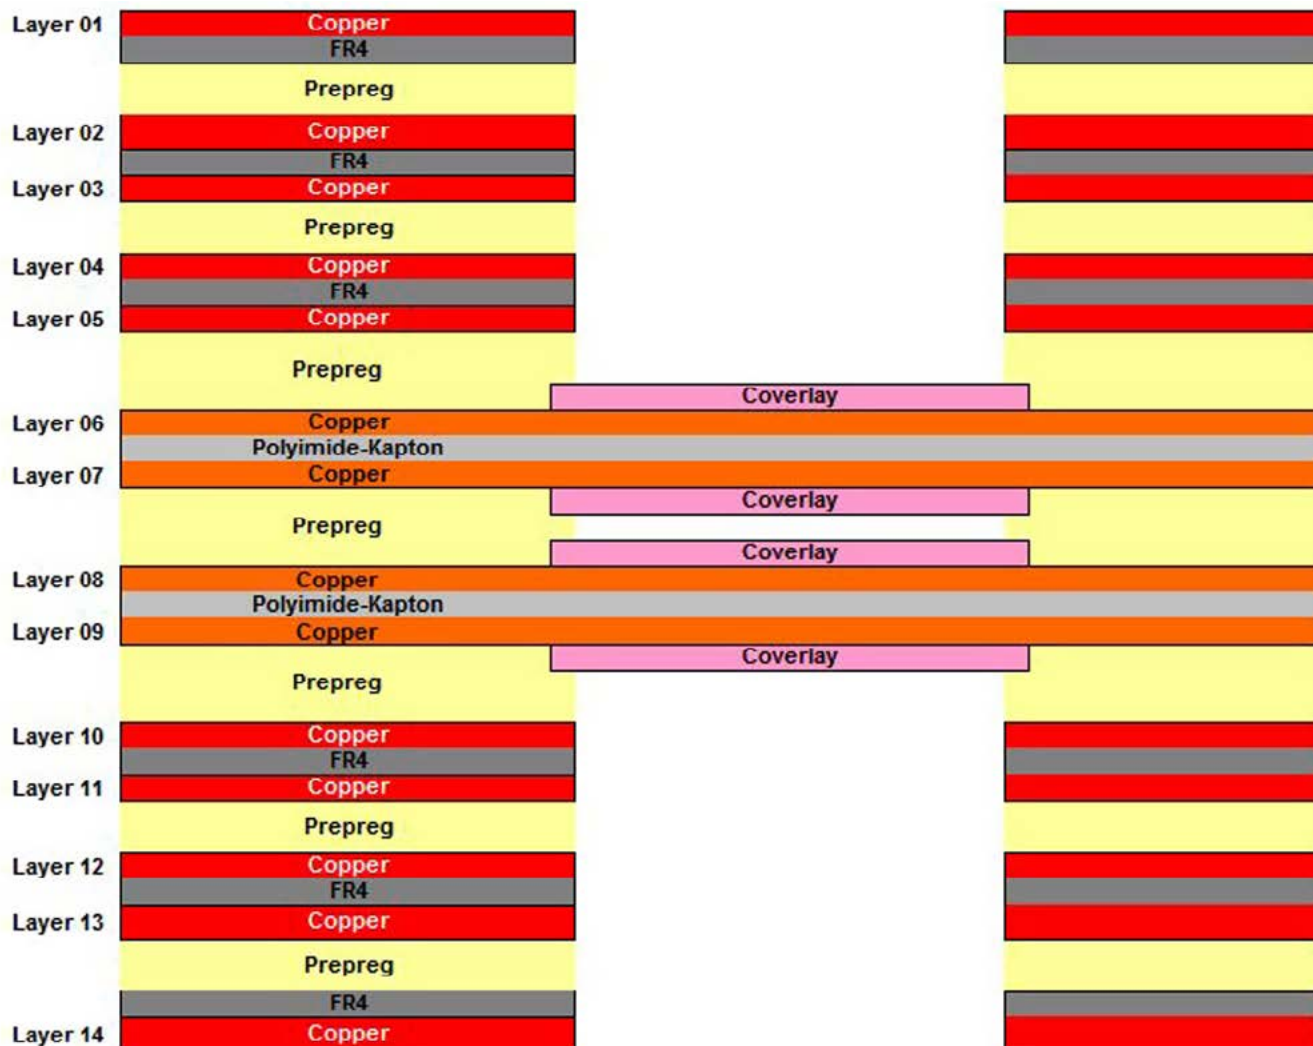 Layer 01 Copper
FR4
Prepreg
Layer 02 Copper
FR4
Layer 03 Copper
Prepreg
Layer 04 Copper
FR4
Layer 05 Copper
Prepreg
Coverlay
Layer 06 Copper
Polyimide-Kapton
Layer 07 Copper
Coverlay
Prepreg
Coverlay
Layer 08 Copper
Polyimide-Kapton
Layer 09 Copper
Coverlay
Prepreg
Layer 10 Copper
FR4
Layer 11 Copper
Prepreg
Layer 12 Copper
FR4
Layer 13 Copper
Prepreg
FR4
Layer 14 Copper